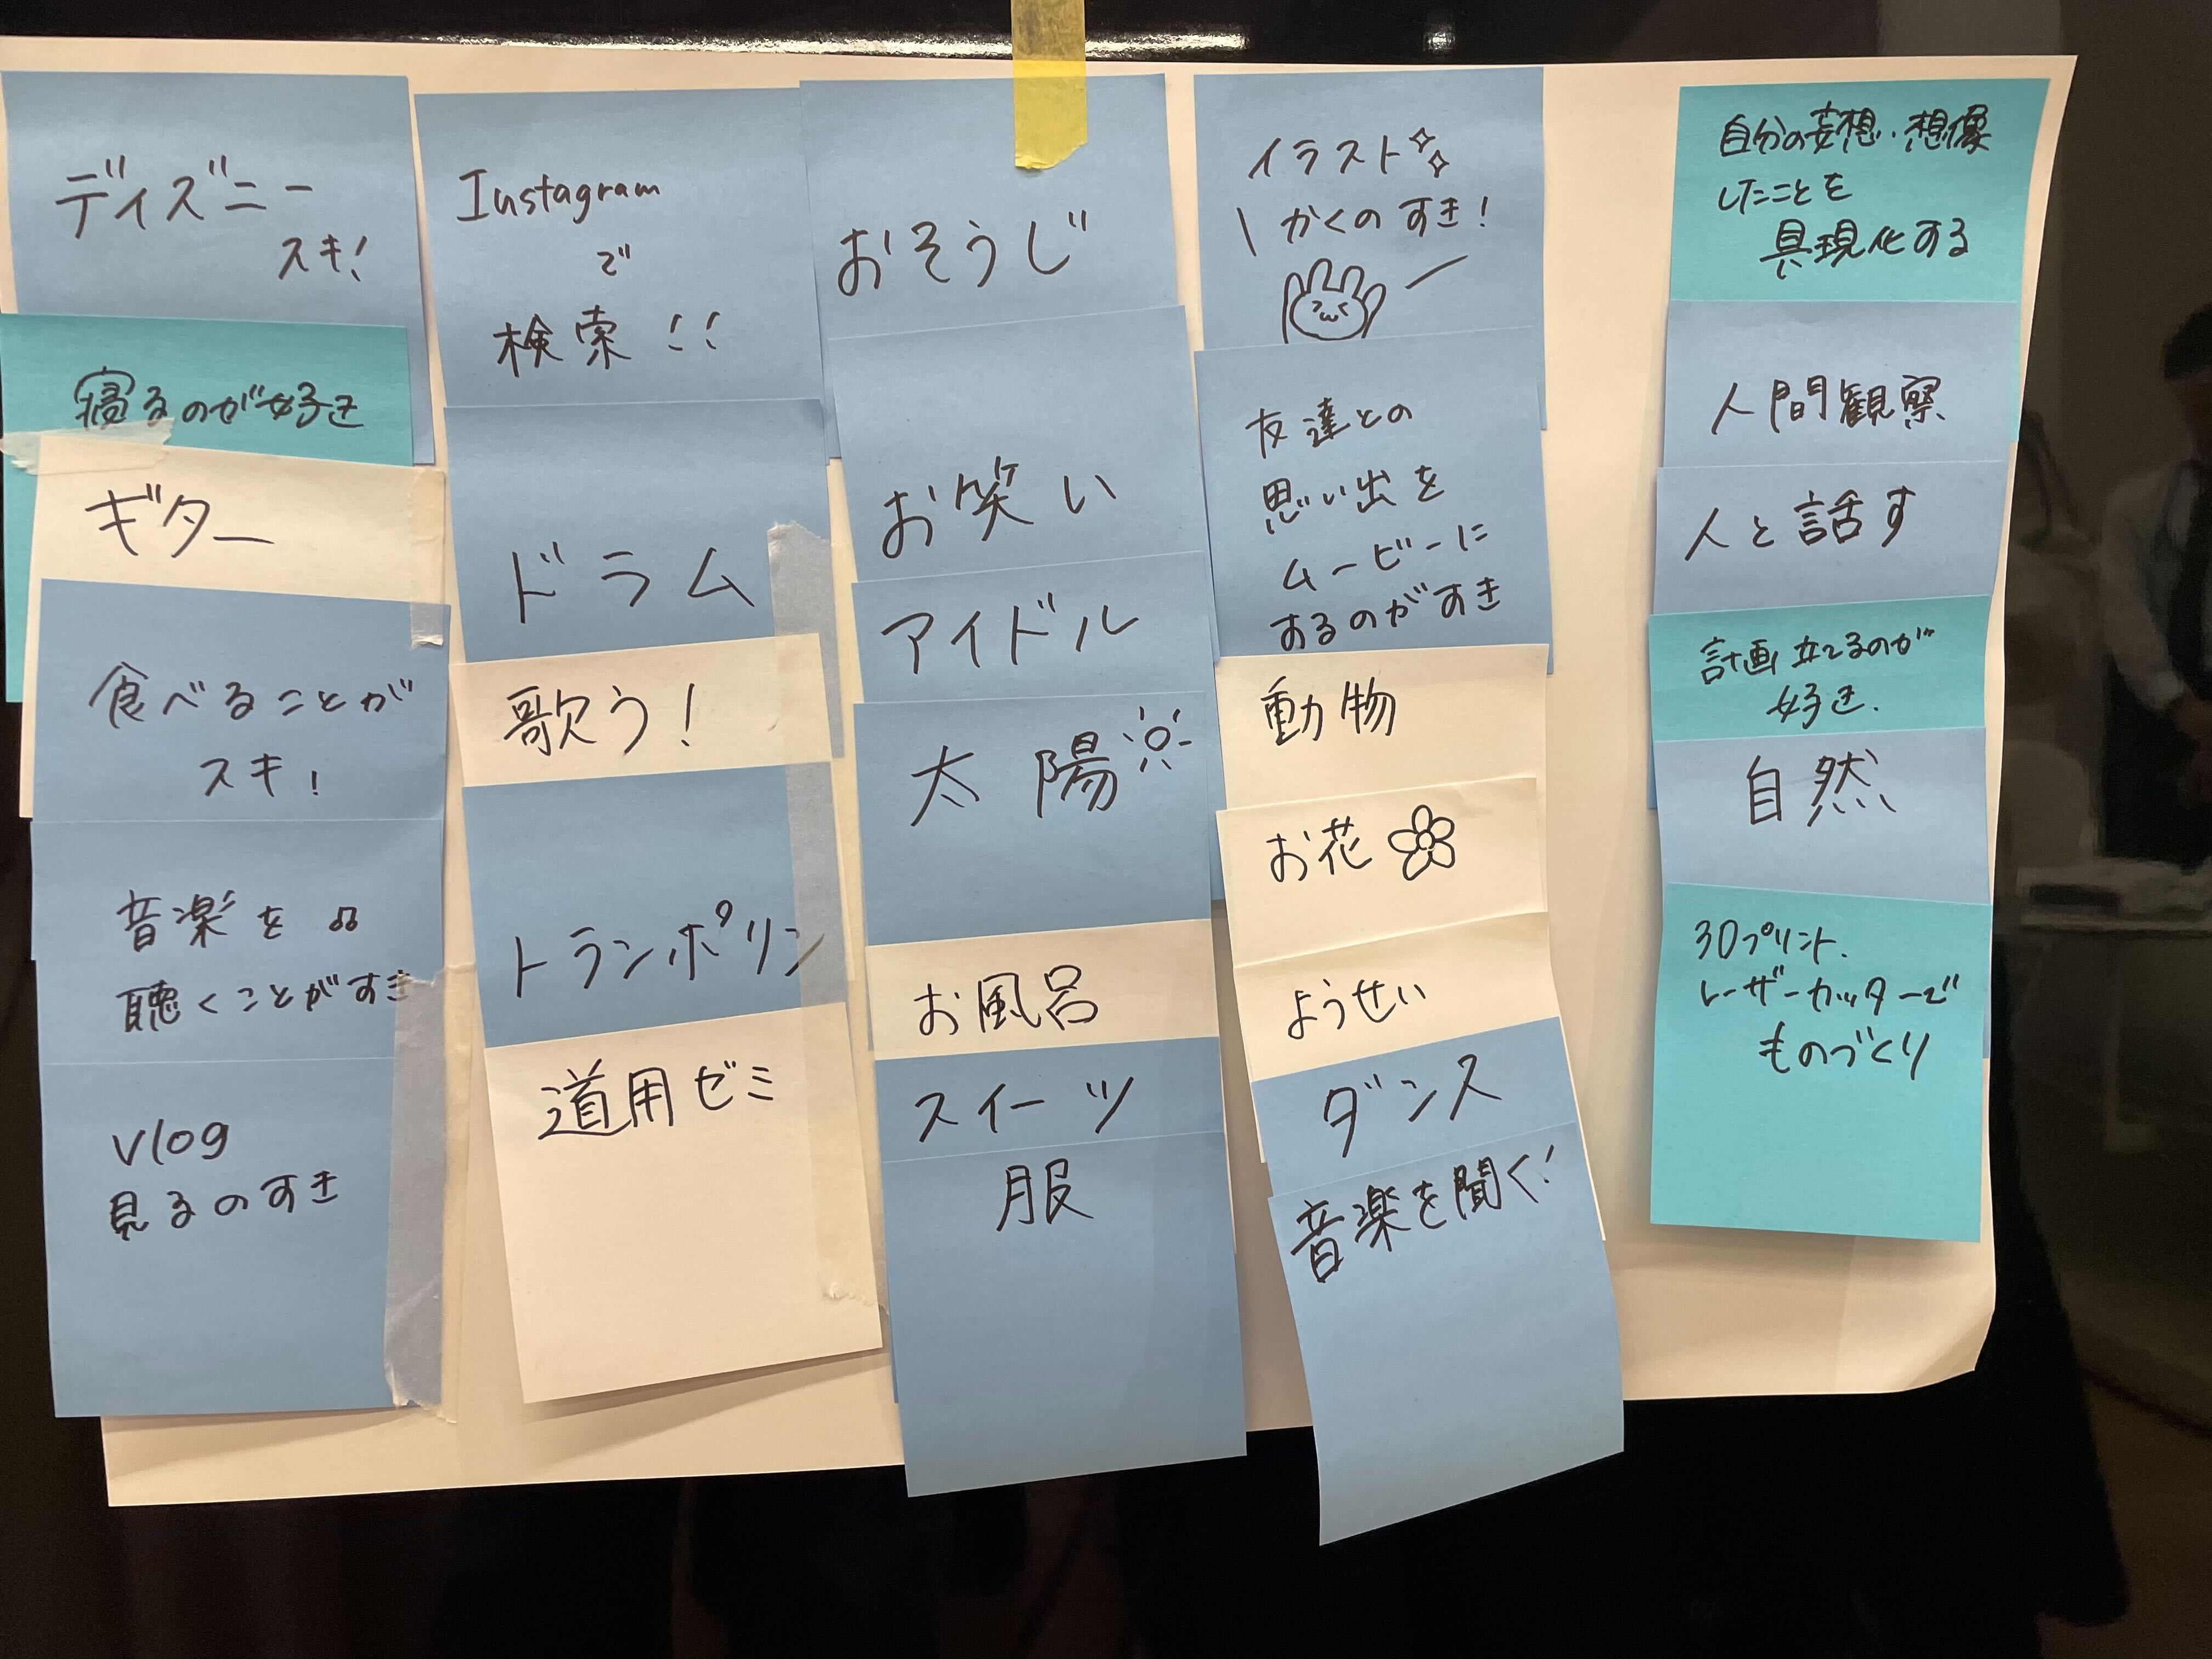 ディズニー
スキ!
寝るのが好き
ギター
食べることが
スキ!
音楽を
聴くことがすき
Vlog
見るのすき
Instagram
で
検索!!
ドラム
歌う!
トランポリン
道用ゼミ
おそうじ
お笑い
アイドル
太陽
お風呂
スイーツ
服
イラスト
かくのすき!
友達との
思い出を
ムービーに
するのがすき
動物
お花
ようせい
ダンス
音楽を聞く!
自分の妄想・想像
したことを
具現化する
人間観察
人と話す
計画立てるのが
好き.
自然
3Dプリント.
レーザーカッターで
ものづくり